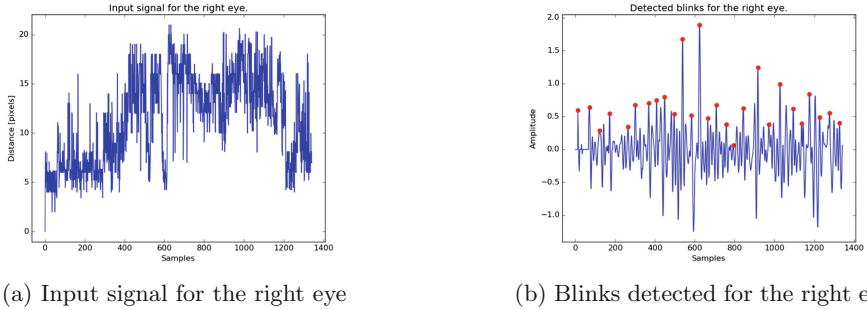 Input signal for the right eye.
Distance [pixels]
20
15
10
5
0
0 200 400 600 800 1000 1200 1400
Samples
(a) Input signal for the right eye
Detected blinks for the right eye.
Amplitude
2.0
1.5
1.0
0.5
0.0
−0.5
−1.0
0 200 400 600 800 1000 1200 1400
Samples
(b) Blinks detected for the right e